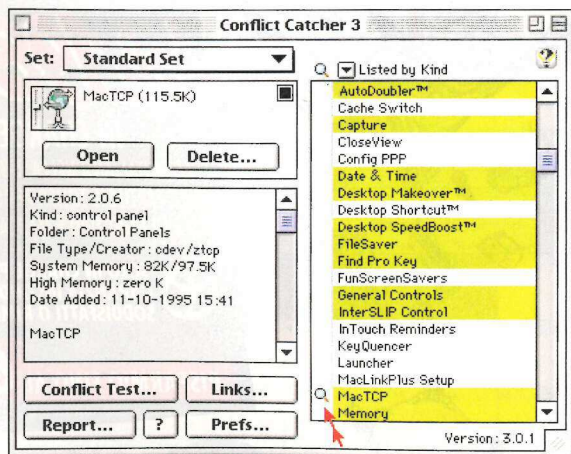 Conflict Catcher 3
Set: Standard Set
MacTCP (115.5K)
Open
Delete...
Version: 2.0.6
Kind: control panel
Folder: Control Panels
File Type/Creator: cdev/ztcp
System Memory: 82K/97.5K
High Memory: zero K
Date Added: 11-10-1995 15:41
MacTCP
Conflict Test...
Links...
Report...
?
Prefs...
Listed by Kind
?
AutoDoubler™
Cache Switch
Capture
CloseView
Config PPP
Date & Time
Desktop Makeover™
Desktop Shortcut™
Desktop SpeedBoost™
FileSaver
Find Pro Key
FunScreenSavers
General Controls
InterSLIP Control
InTouch Reminders
KeyQuencer
Launcher
MacLinkPlus Setup
MacTCP
Memory
Version: 3.0.1